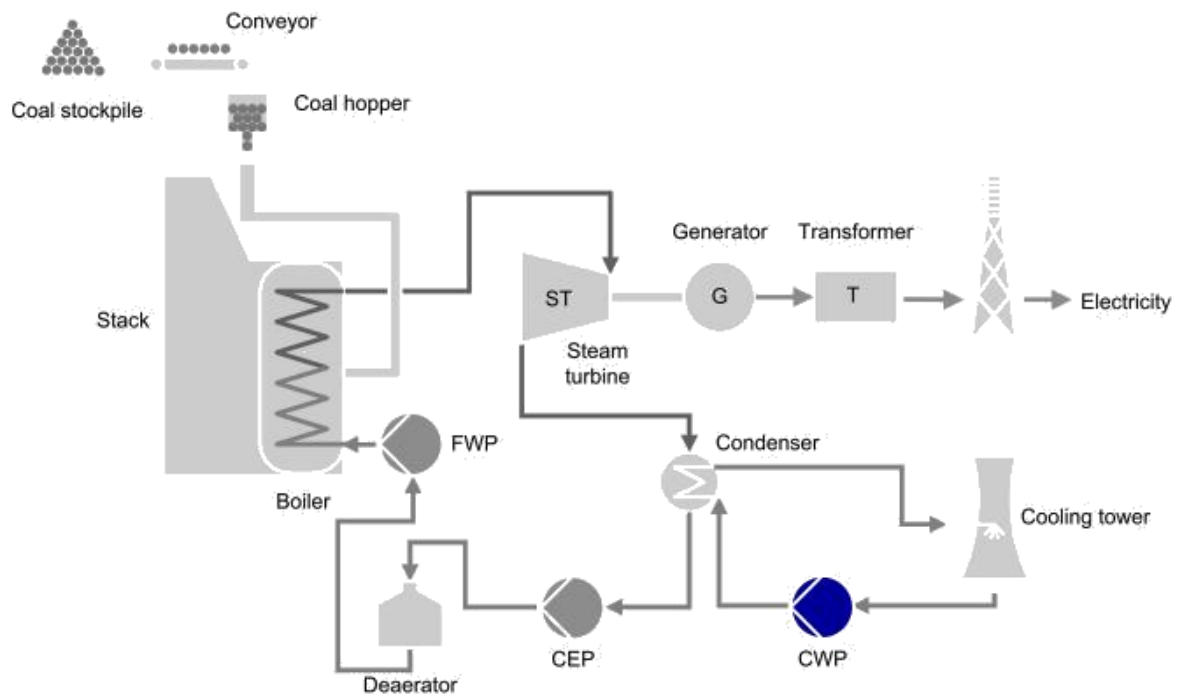 Conveyor
Coal stockpile
Coal hopper
Generator
Transformer
Stack
ST
G
T
Electricity
Steam
turbine
FWP
Condenser
Boiler
Cooling tower
CEP
CWP
Deaerator